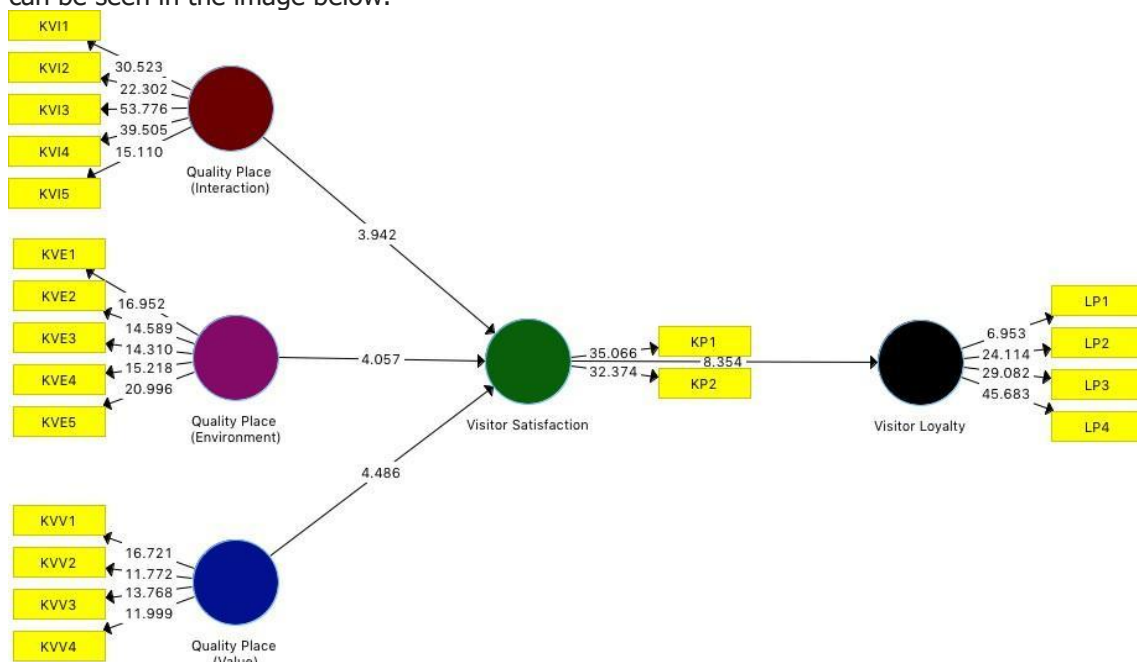 can be seen in the image below.
KVI1
KVI2
KVI3
KVI4
KVI5
30.523
22.302
53.776
39.505
15.110
Quality Place
(Interaction)
3.942
KVE1
KVE2
KVE3
KVE4
KVE5
16.952
14.589
14.310
15.218
20.996
Quality Place
(Environment)
4.057
KVV1
KVV2
KVV3
KVV4
16.721
11.772
13.768
11.999
Quality Place
(Value)
4.486
Visitor Satisfaction
35.066
32.374
KP1
KP2
8.354
Visitor Loyalty
6.953
24.114
29.082
45.683
LP1
LP2
LP3
LP4